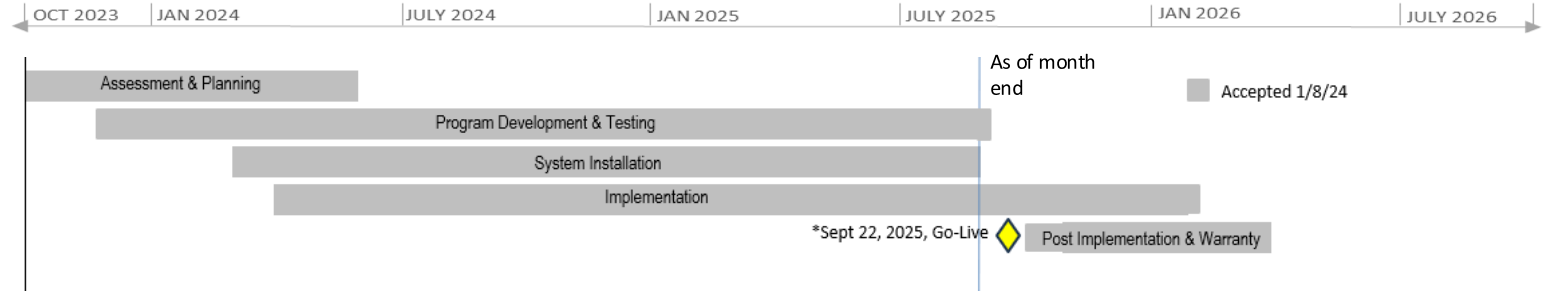 OCT 2023 JAN 2024 JULY 2024 JAN 2025 JULY 2025 JAN 2026 JULY 2026
As of month
end
Assessment & Planning
Accepted 1/8/24
Program Development & Testing
System Installation
Implementation
*Sept 22, 2025, Go-Live
Post Implementation & Warranty